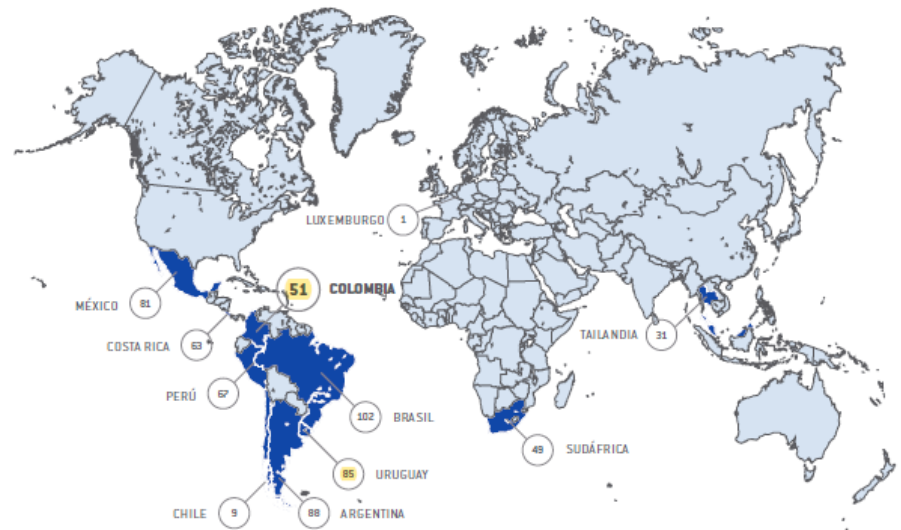 LUXEMBURGO 1
51 COLOMBIA
MÉXICO 81
COSTA RICA 63
TAILANDIA 31
PERÚ 67
102 BRASIL
49 SUDÁFRICA
85 URUGUAY
CHILE 9
88 ARGENTINA